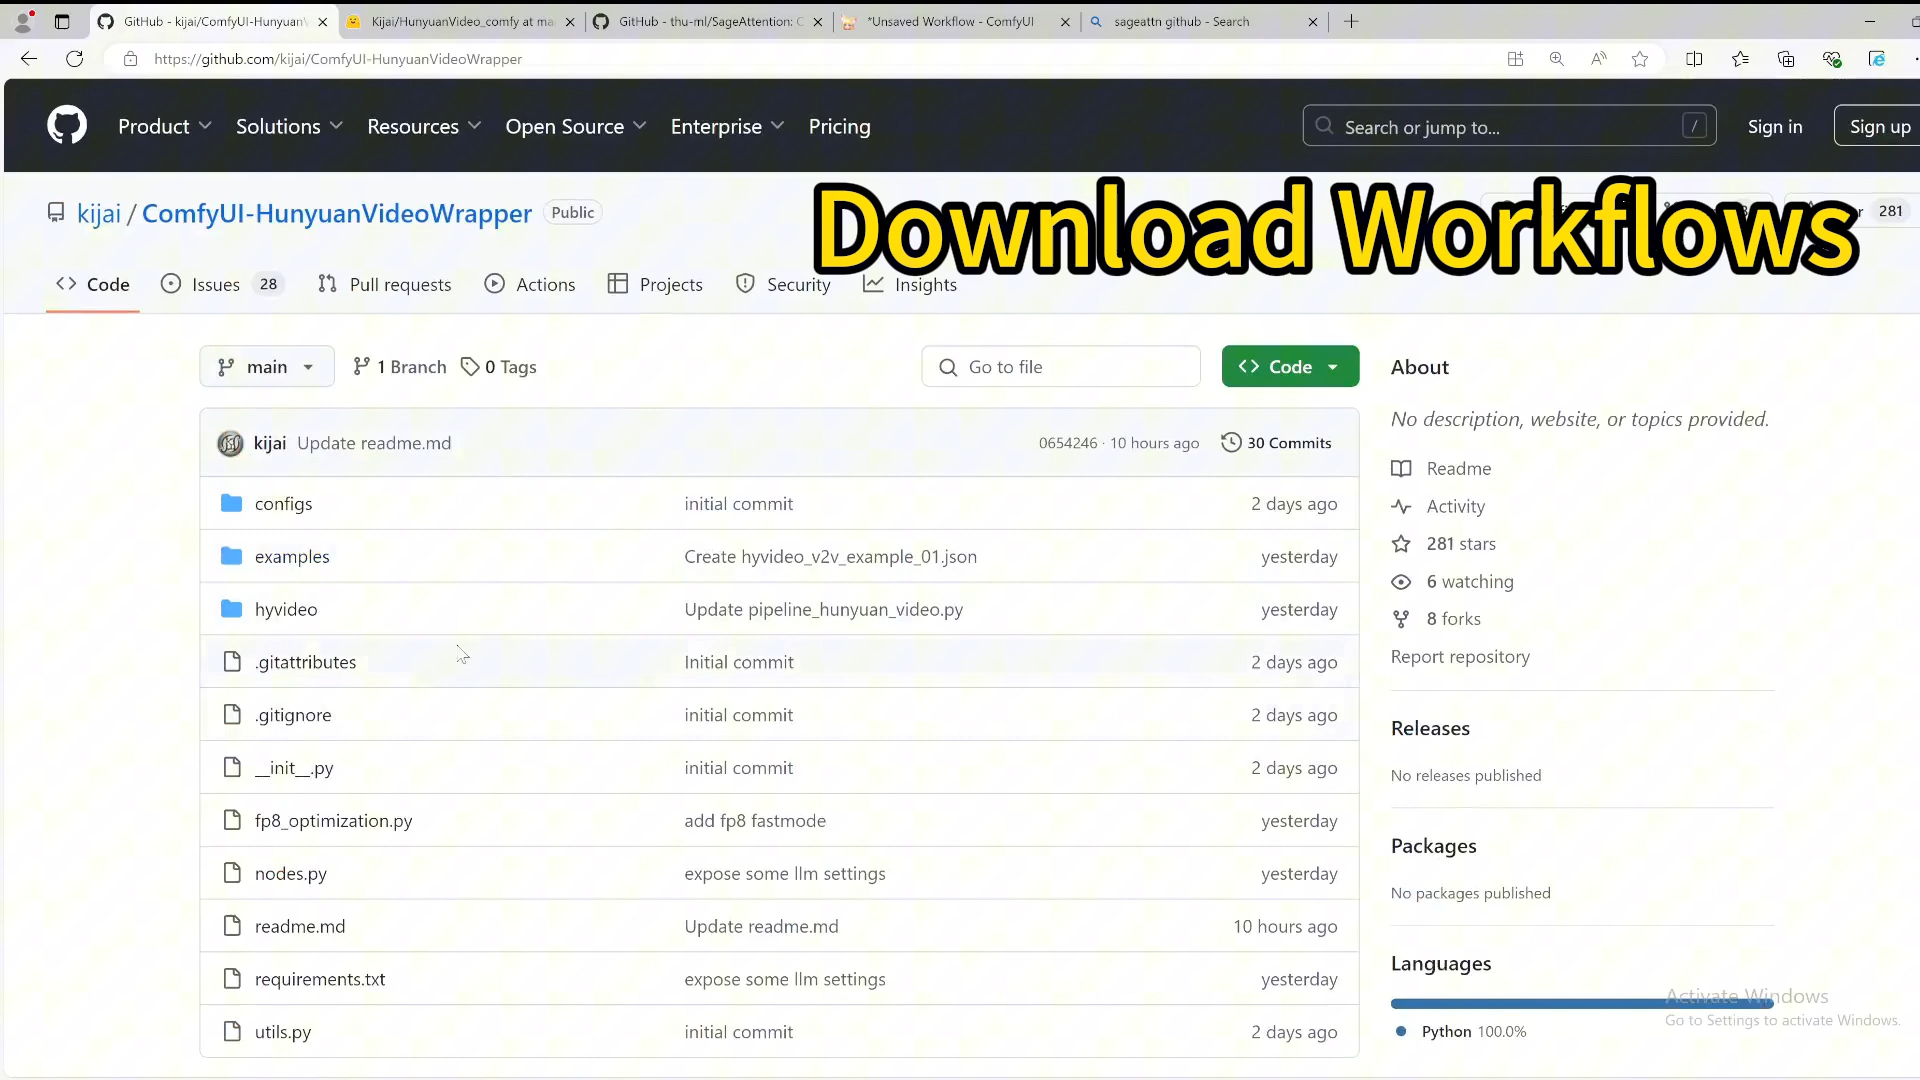 GitHub - kijai/ComfyUI-Hunyuan
Kijai/HunyuanVideo_comfy at ma
GitHub - thu-ml/SageAttention: C
*Unsaved Workflow - ComfyUI
sageattn github - Search
https://github.com/kijai/ComfyUI-HunyuanVideoWrapper
Product
Solutions
Resources
Open Source
Enterprise
Pricing
Search or jump to...
/
Sign in
Sign up
kijai / ComfyUI-HunyuanVideoWrapper
Public
Download Workflows
281
Code
Issues 28
Pull requests
Actions
Projects
Security
Insights
main
1 Branch
0 Tags
Go to file
Code
kijai Update readme.md
0654246 · 10 hours ago
30 Commits
configs initial commit 2 days ago
examples Create hyvideo_v2v_example_01.json yesterday
hyvideo Update pipeline_hunyuan_video.py yesterday
.gitattributes Initial commit 2 days ago
.gitignore initial commit 2 days ago
__init__.py initial commit 2 days ago
fp8_optimization.py add fp8 fastmode yesterday
nodes.py expose some llm settings yesterday
readme.md Update readme.md 10 hours ago
requirements.txt expose some llm settings yesterday
utils.py initial commit 2 days ago
About
No description, website, or topics provided.
Readme
Activity
281 stars
6 watching
8 forks
Report repository
Releases
No releases published
Packages
No packages published
Languages
Python 100.0%
Activate Windows
Go to Settings to activate Windows.